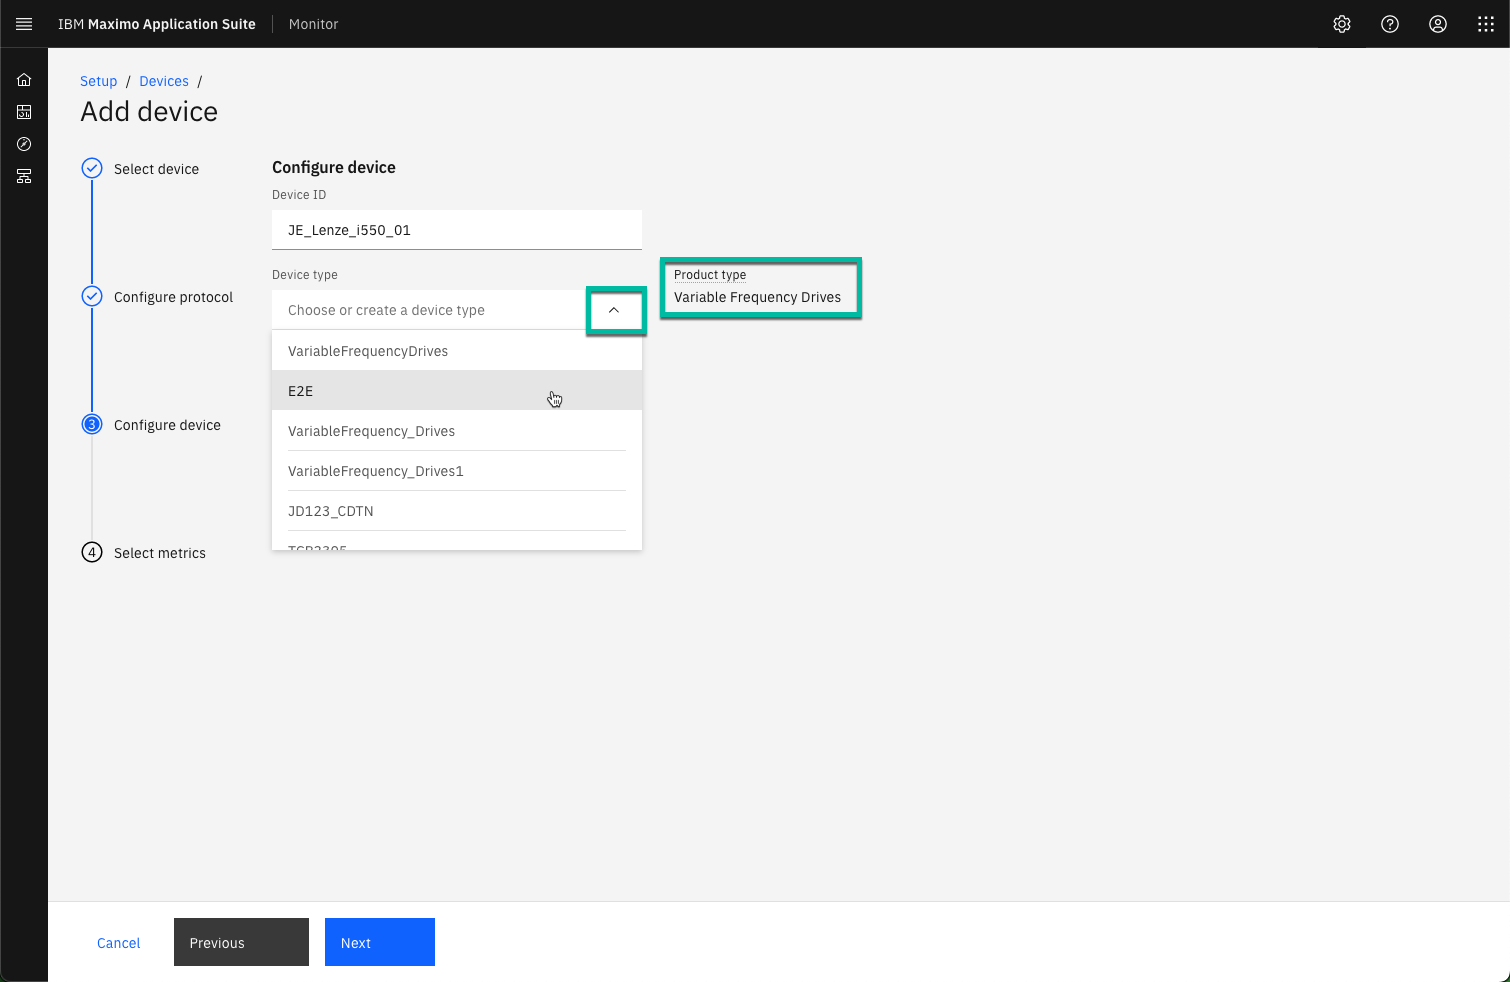 IBM Maximo Application Suite Monitor
Setup / Devices /
Add device
Select device
Configure protocol
3 Configure device
4 Select metrics
Configure device
Device ID
JE_Lenze_i550_01
Device type
Choose or create a device type
VariableFrequencyDrives
E2E
VariableFrequency_Drives
VariableFrequency_Drives1
JD123_CDTN
Product type
Variable Frequency Drives
Cancel Previous Next